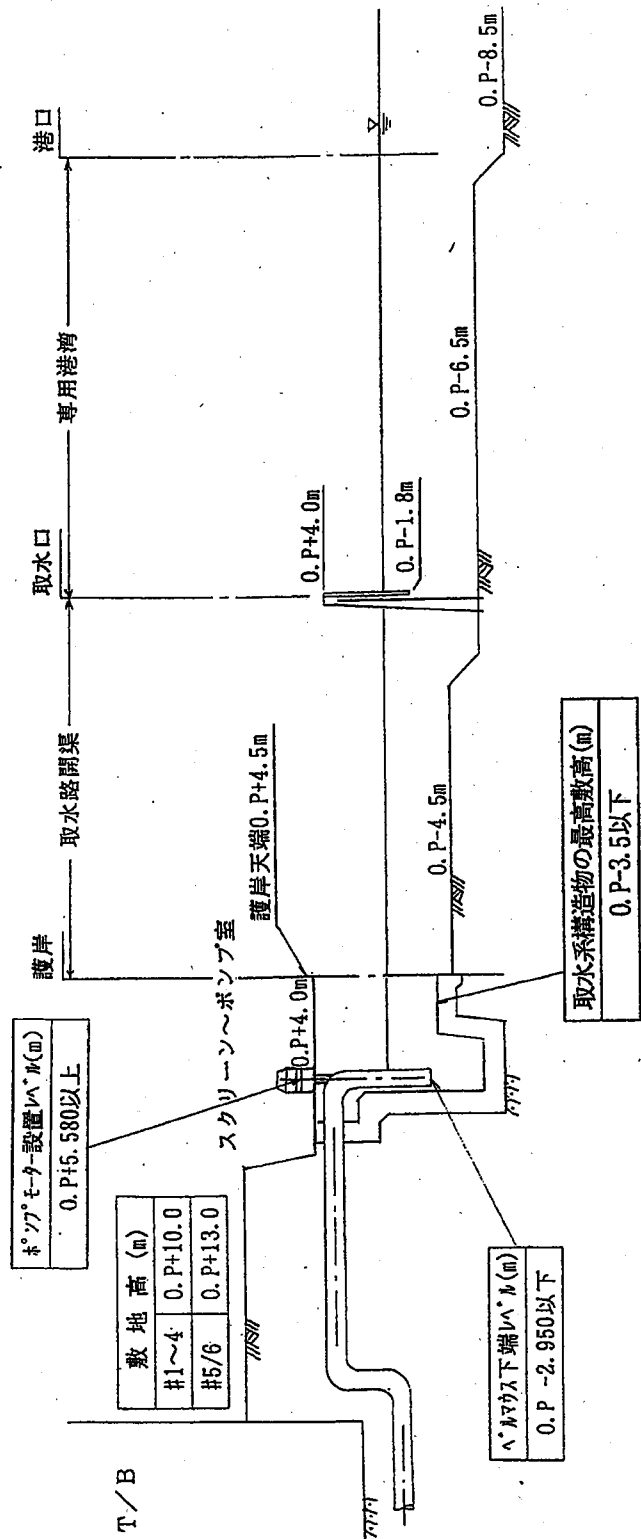 T/B
ポンプモーター設置レベル(m)
O.P+5.580以上
敷地高(m)
#1~4 O.P+10.0
#5/6 O.P+13.0
護岸
取水路開渠
取水口
専用港湾
港口
スクリーン~ポンプ室
O.P+4.0m
護岸天端O.P+4.5m
O.P+4.0m
O.P-1.8m
O.P-4.5m
O.P-6.5m
O.P-8.5m
ベルマウス下端レベル(m)
O.P -2.950以下
取水系構造物の最高敷高(m)
O.P-3.5以下